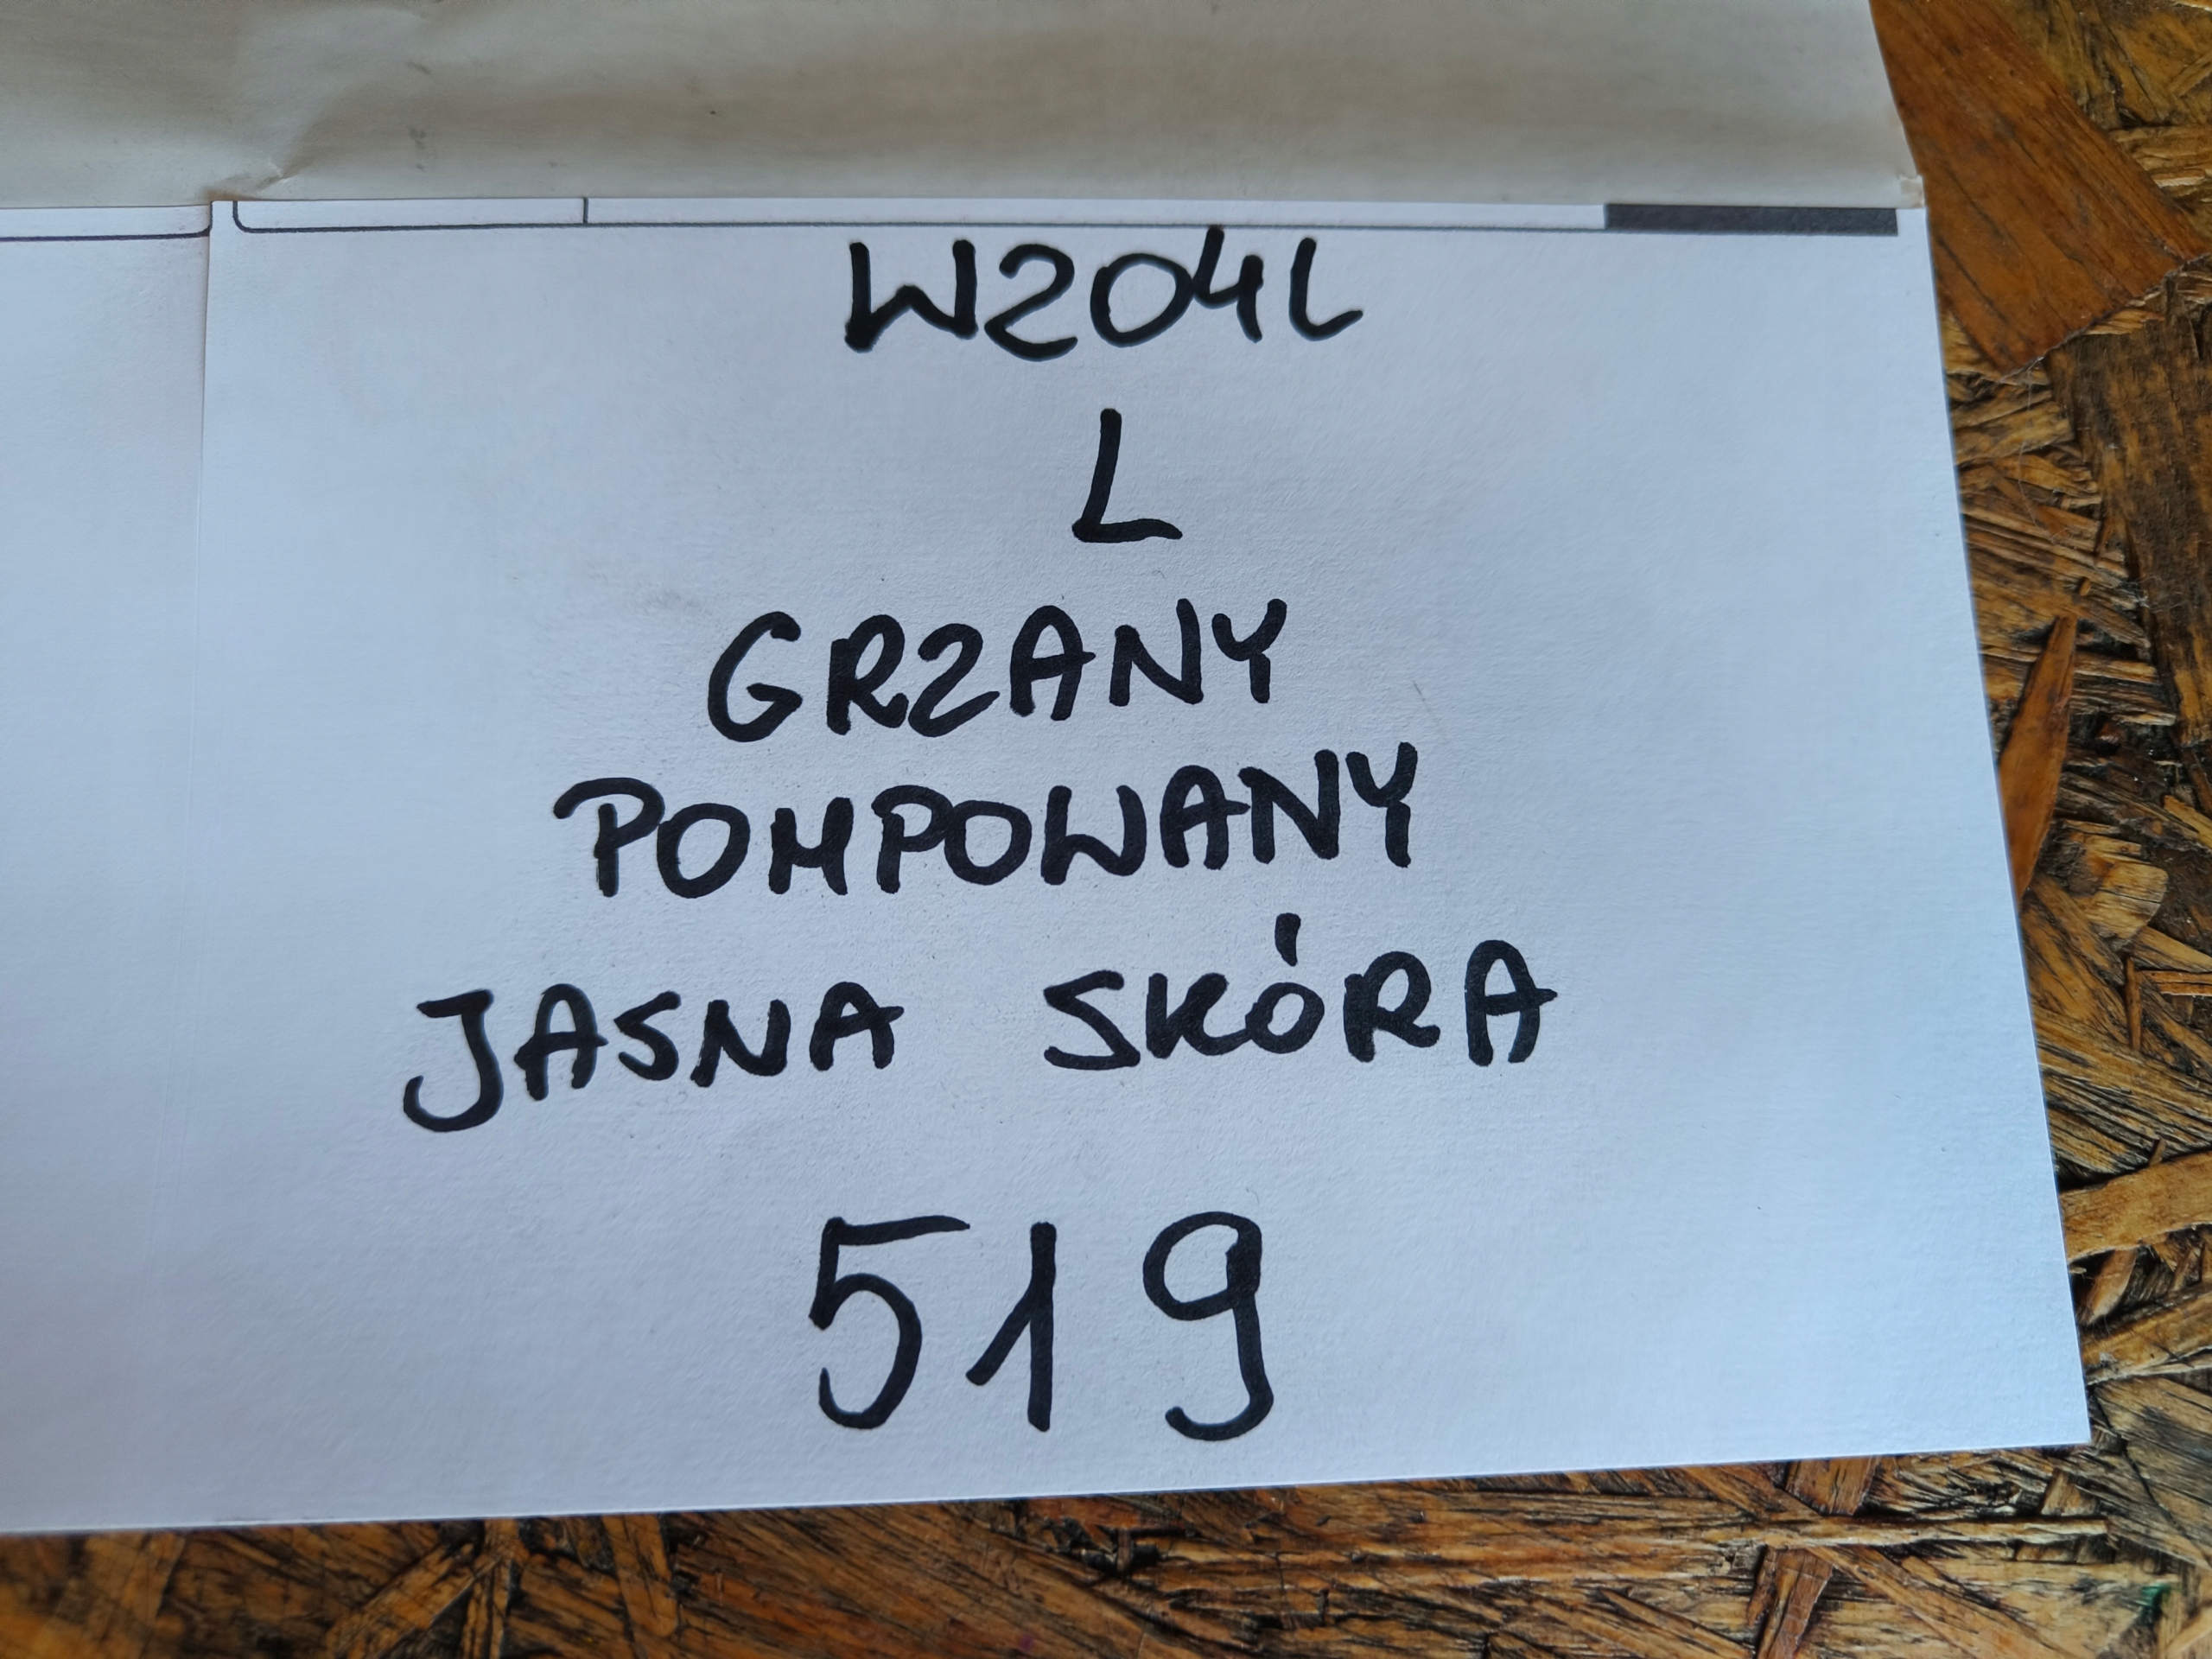 W204L
L
GRZANY
POMPOWANY
JASNA SKÓRA
519